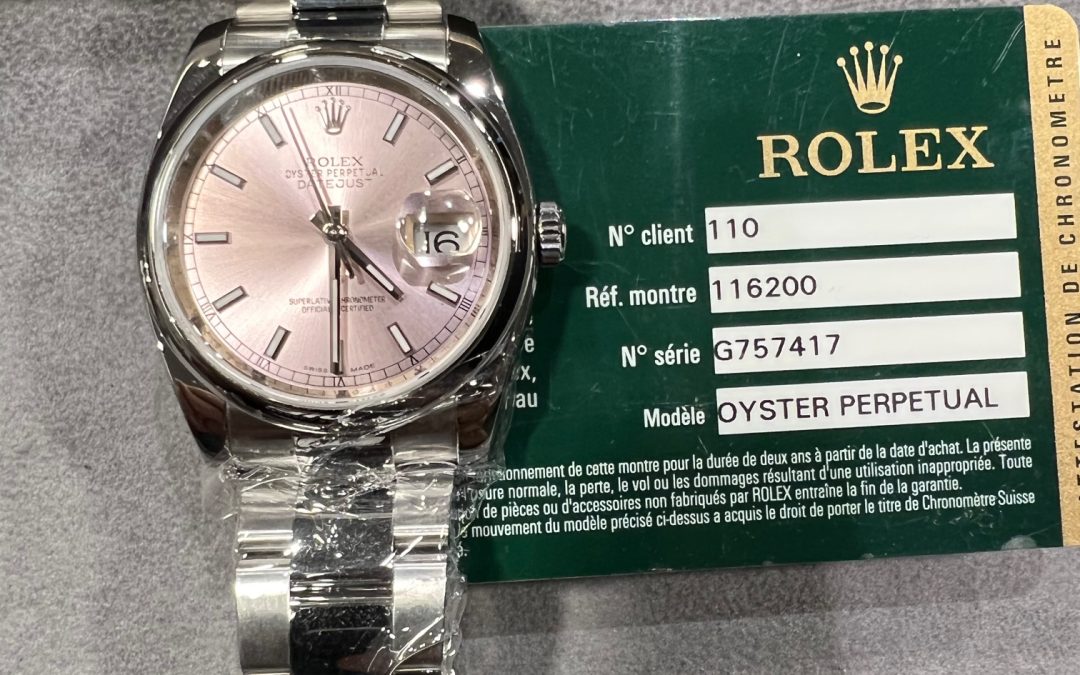 XII
ROLEX
OYSTER PERPETUAL
DATEJUST
16
SUPERLATIVE CHRONOMETER
OFFICIALLY CERTIFIED
SWISS MADE
ROLEX
N° client 110
Réf. montre 116200
N° série G757417
Modèle OYSTER PERPETUAL
de cette montre pour la durée de deux ans à partir de la date d'achat. La présente
usure normale, la perte, le vol ou les dommages résultant d'une utilisation inappropriée. Toute
de pièces ou d'accessoires non fabriqués par ROLEX entraîne la fin de la garantie.
mouvement du modèle précisé ci-dessus a acquis le droit de porter le titre de Chronomètre Suisse
ATTESTATION DE CHRONOMETRE